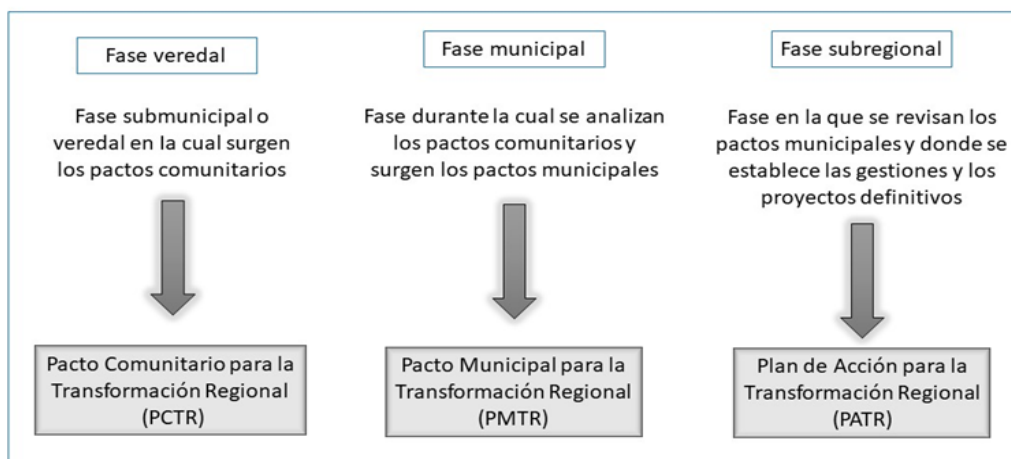 Fase veredal
Fase submunicipal o
veredal en la cual surgen
los pactos comunitarios
Pacto Comunitario para la
Transformación Regional
(PCTR)
Fase municipal
Fase durante la cual se analizan
los pactos comunitarios y
surgen los pactos municipales
Pacto Municipal para la
Transformación Regional
(PMTR)
Fase subregional
Fase en la que se revisan los
pactos municipales y donde se
establece las gestiones y los
proyectos definitivos
Plan de Acción para la
Transformación Regional
(PATR)